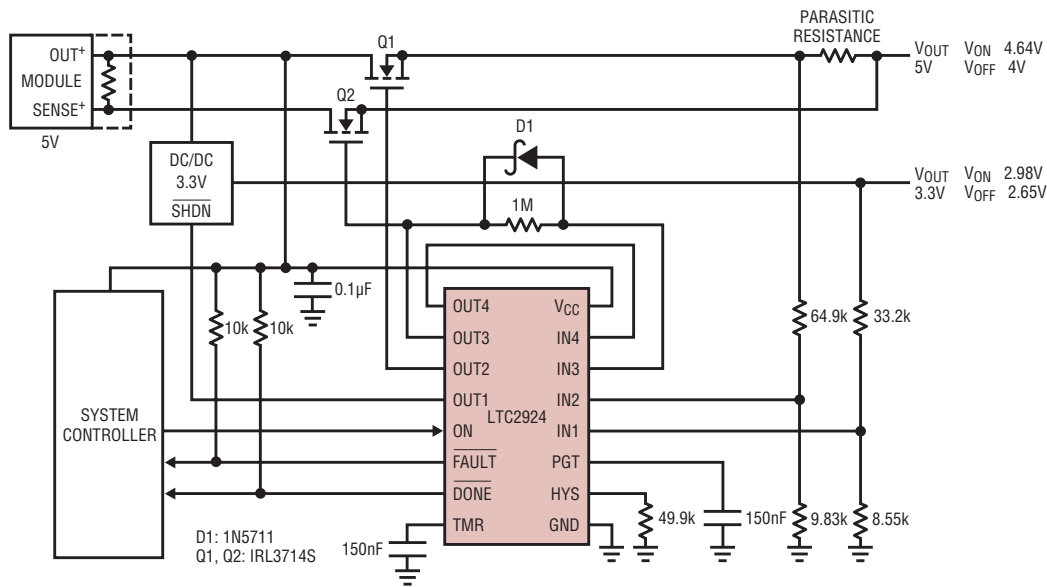 PARASITIC
RESISTANCE
Q1
OUT+
MODULE
SENSE+
5V
VOUT VON 4.64V
5V VOFF 4V
Q2
D1
DC/DC
3.3V
SHDN
VOUT VON 2.98V
3.3V VOFF 2.65V
1M
0.1µF
10k
10k
64.9k
33.2k
OUT4
VCC
OUT3
IN4
OUT2
IN3
OUT1
IN2
LTC2924
ON
IN1
FAULT
PGT
DONE
HYS
TMR
GND
SYSTEM
CONTROLLER
49.9k
150nF
9.83k
8.55k
150nF
D1: 1N5711
Q1, Q2: IRL3714S